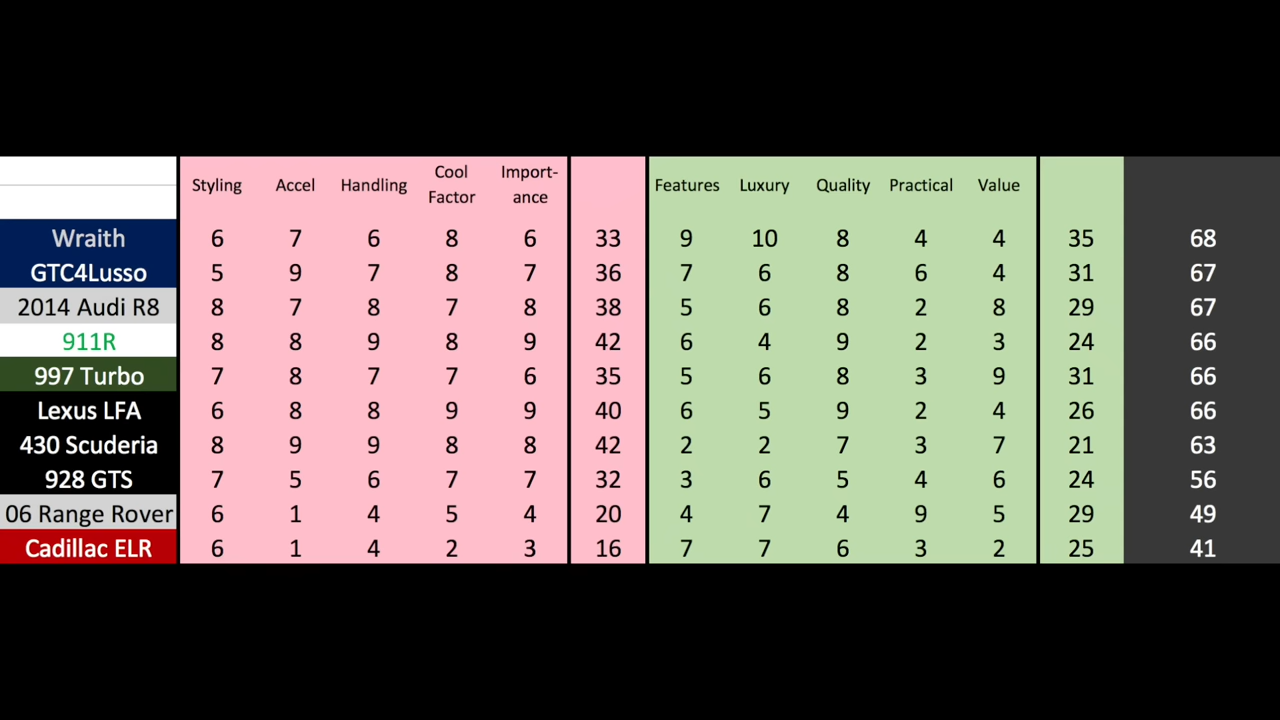 Styling Accel Handling Cool Factor Import-ance Features Luxury Quality Practical Value
Wraith 6 7 6 8 6 33 9 10 8 4 4 35 68
GTC4Lusso 5 9 7 8 7 36 7 6 8 6 4 31 67
2014 Audi R8 8 7 8 7 8 38 5 6 8 2 8 29 67
911R 8 8 9 8 9 42 6 4 9 2 3 24 66
997 Turbo 7 8 7 7 6 35 5 6 8 3 9 31 66
Lexus LFA 6 8 8 9 9 40 6 5 9 2 4 26 66
430 Scuderia 8 9 9 8 8 42 2 2 7 3 7 21 63
928 GTS 7 5 6 7 7 32 3 6 5 4 6 24 56
06 Range Rover 6 1 4 5 4 20 4 7 4 9 5 29 49
Cadillac ELR 6 1 4 2 3 16 7 7 6 3 2 25 41